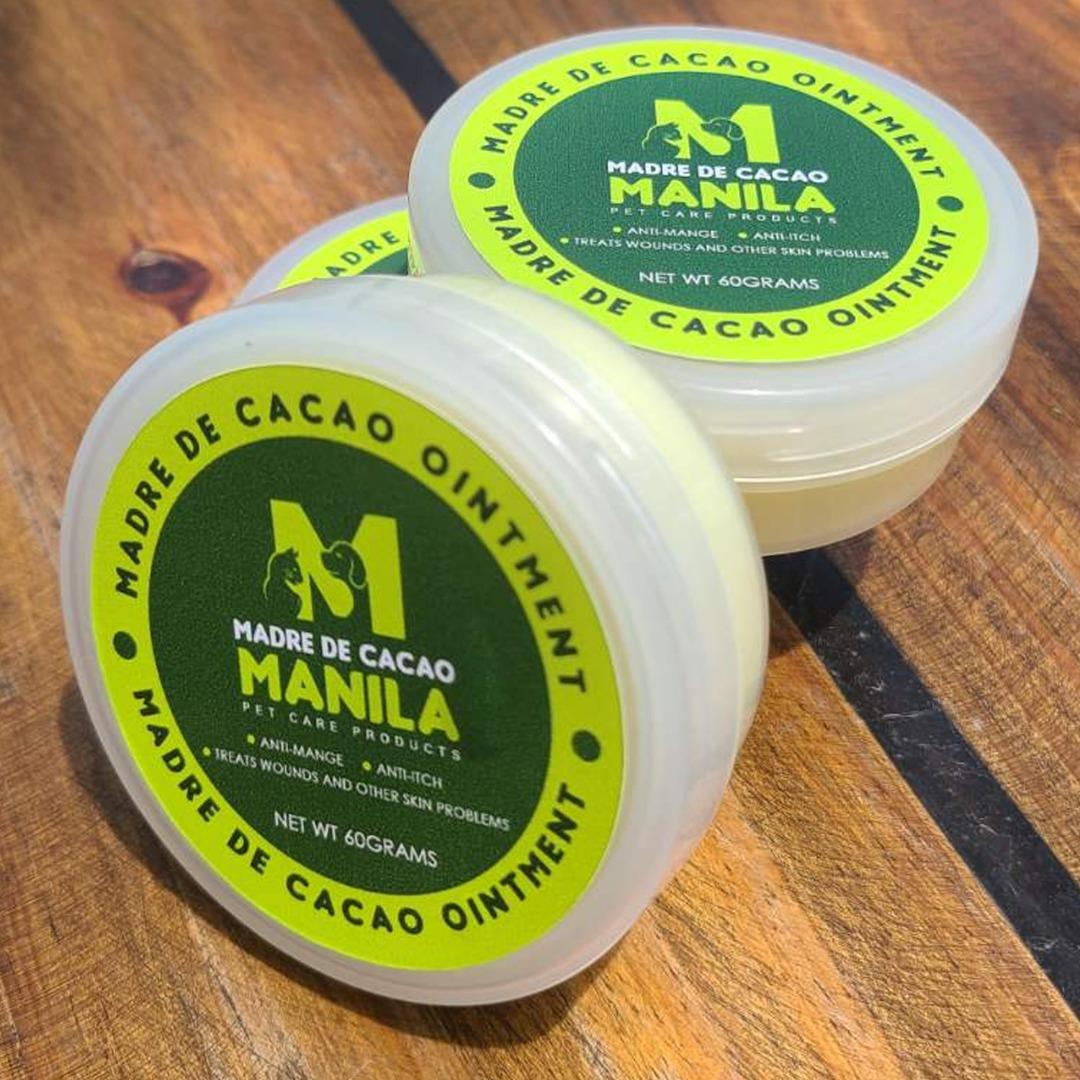 MADRE DE CACAO OINTMENT
M
MADRE DE CACAO
MANILA
PET CARE PRODUCTS
• ANTI-MANGE • ANTI-ITCH
• TREATS WOUNDS AND OTHER SKIN PROBLEMS
NET WT 60GRAMS
MADRE DE CACAO OINTMENT
ADRE
MADRE DE CACAO OINTMENT
M
MADRE DE CACAO
MANILA
PET CARE PRODUCTS
• ANTI-MANGE • ANTI-ITCH
• TREATS WOUNDS AND OTHER SKIN PROBLEMS
NET WT 60GRAMS
MADRE DE CACAO OINTMENT